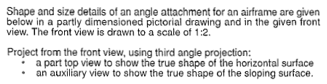 Shape and size details of an angle attachment for an airframe are given
below in a partly dimensioned pictorial drawing and in the given front
view. The front view is drawn to a scale of 1:2.
Project from the front view, using third angle projection:
• a part top view to show the true shape of the horizontal surface
• an auxiliary view to show the true shape of the sloping surface.